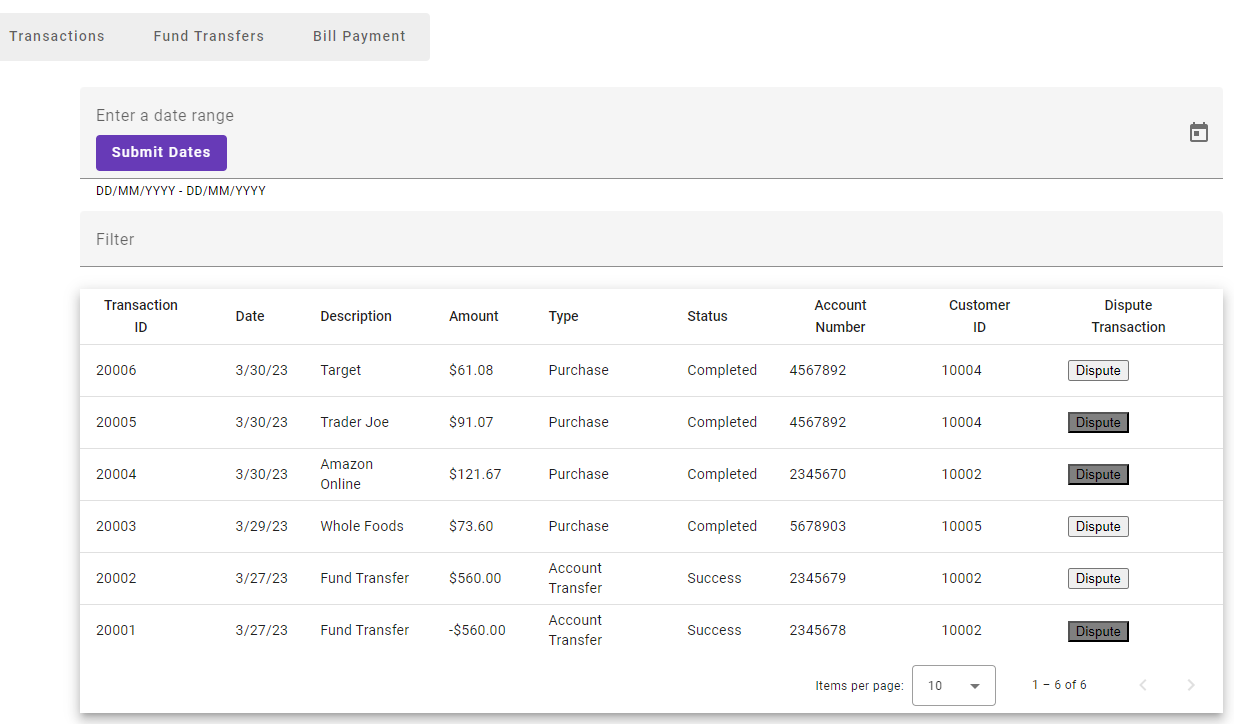 Transactions Fund Transfers Bill Payment
Enter a date range
Submit Dates
DD/MM/YYYY - DD/MM/YYYY
Filter
Transaction ID Date Description Amount Type Status Account Number Customer ID Dispute Transaction
20006 3/30/23 Target $61.08 Purchase Completed 4567892 10004 Dispute
20005 3/30/23 Trader Joe $91.07 Purchase Completed 4567892 10004 Dispute
20004 3/30/23 Amazon Online $121.67 Purchase Completed 2345670 10002 Dispute
20003 3/29/23 Whole Foods $73.60 Purchase Completed 5678903 10005 Dispute
20002 3/27/23 Fund Transfer $560.00 Account Transfer Success 2345679 10002 Dispute
20001 3/27/23 Fund Transfer -$560.00 Account Transfer Success 2345678 10002 Dispute
Items per page: 10 1 – 6 of 6